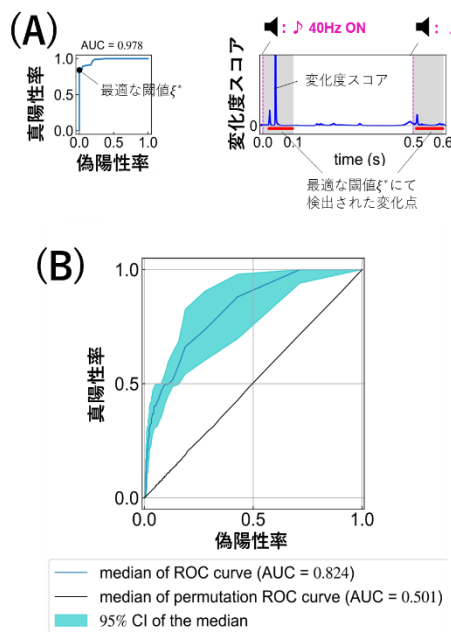 (A)
AUC = 0.978
真陽性率
1.0
0.5
0.0
最適な閾値ξ*
0.0
0.5
1.0
偽陽性率
: ♪ 40Hz ON
:
変化度スコア
変化度スコア
0
0
0.1
0.5
0.6
time (s)
最適な閾値ξ*にて
検出された変化点
(B)
真陽性率
1.0
0.5
0.0
0.0
0.5
1.0
偽陽性率
median of ROC curve (AUC = 0.824)
median of permutation ROC curve (AUC = 0.501)
95% CI of the median